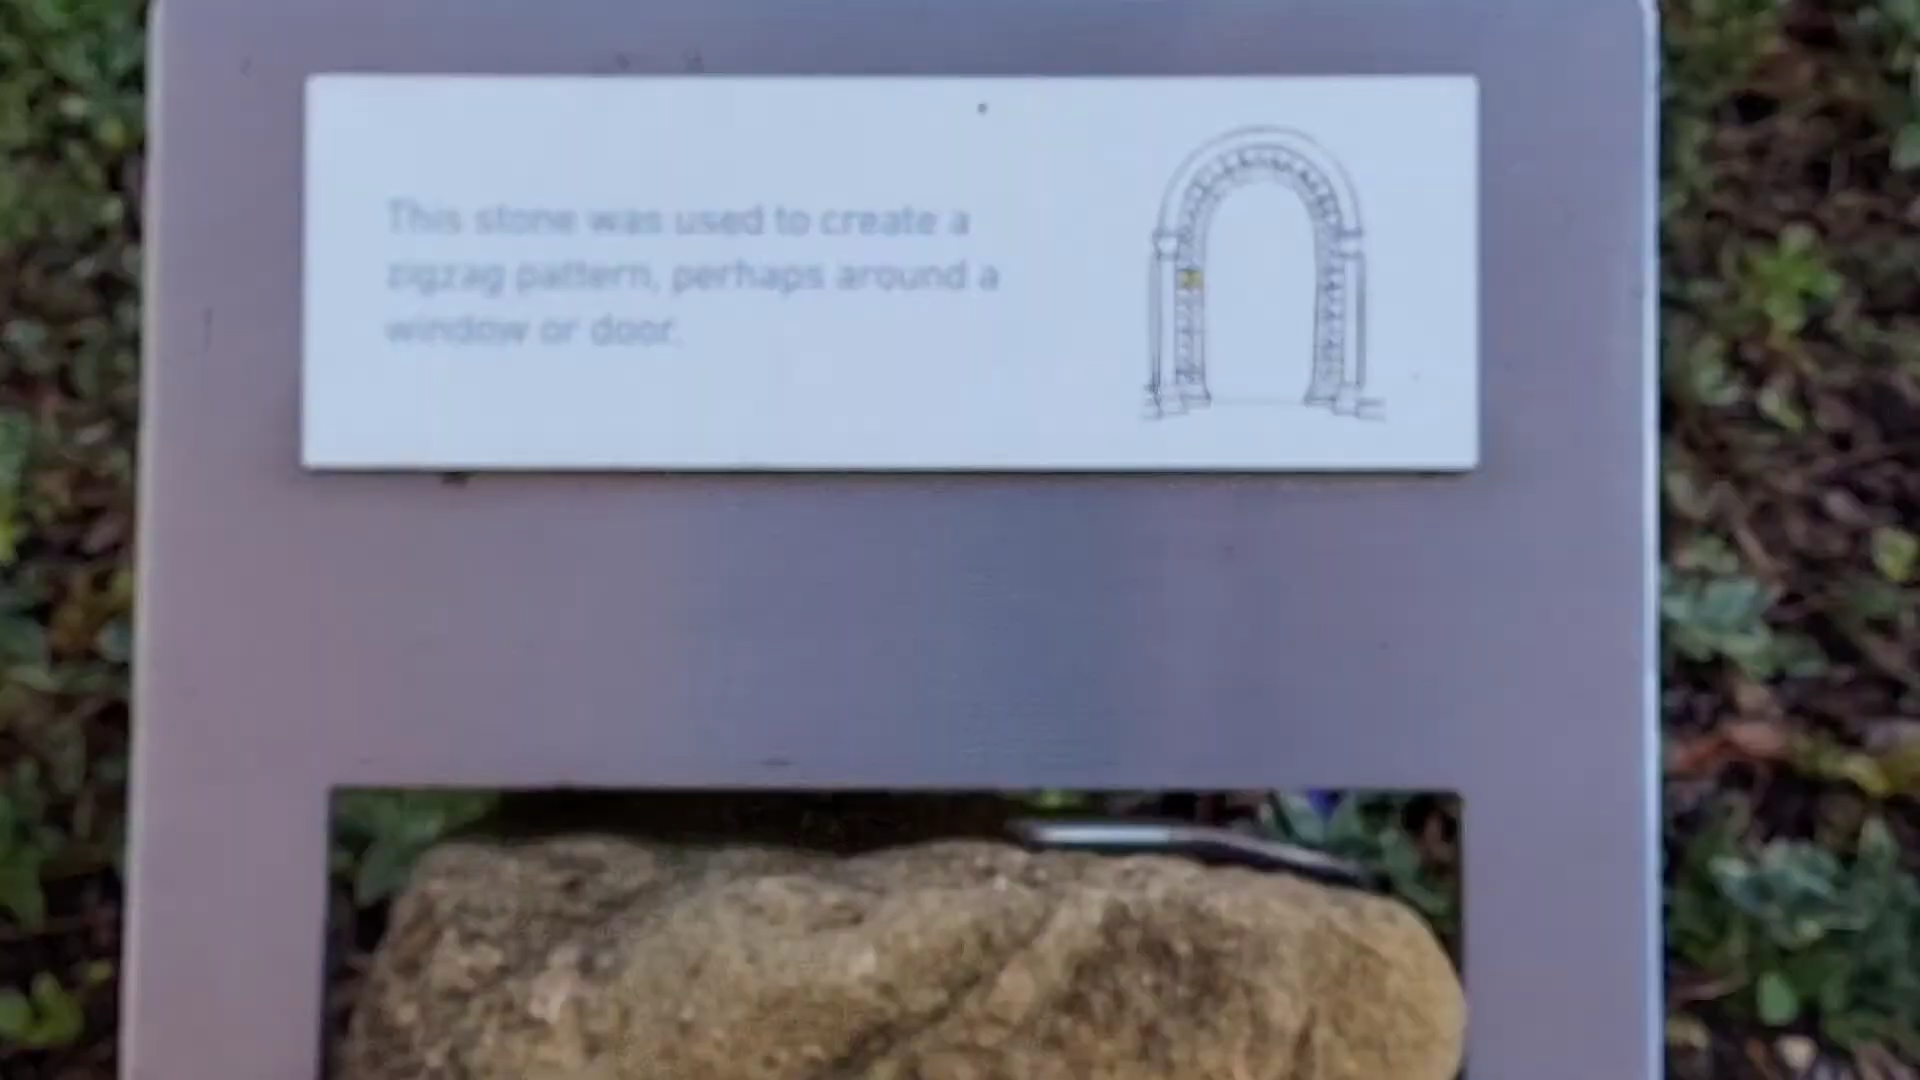 This stone was used to create a
zigzag pattern, perhaps around a
window or door.